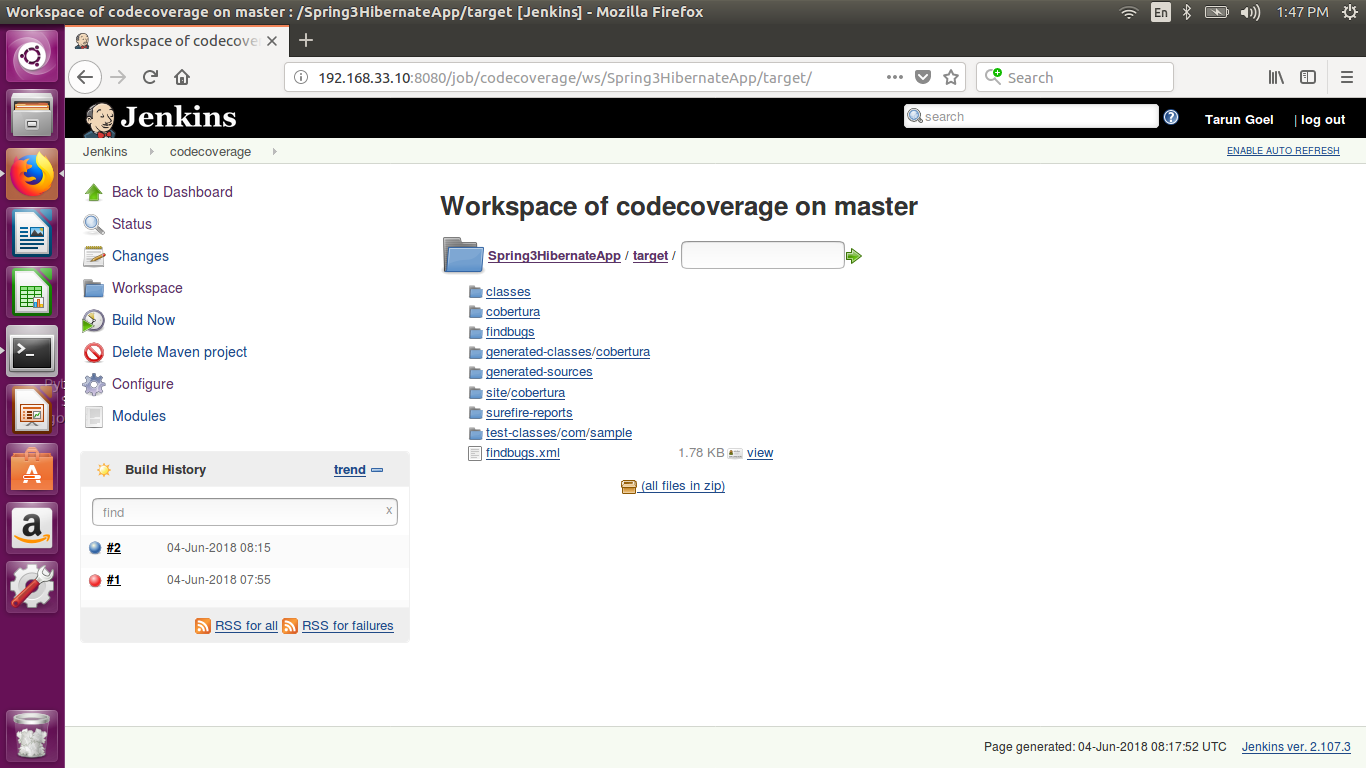 Workspace of codecoverage on master : /Spring3HibernateApp/target [Jenkins] - Mozilla Firefox
En
1:47 PM
Workspace of codecove
192.168.33.10:8080/job/codecoverage/ws/Spring3HibernateApp/target/
Search
Jenkins
search
Tarun Goel
| log out
Jenkins
codecoverage
ENABLE AUTO REFRESH
Back to Dashboard
Status
Changes
Workspace
Build Now
Delete Maven project
Configure
Modules
Build History
trend
find
x
#2 04-Jun-2018 08:15
#1 04-Jun-2018 07:55
RSS for all RSS for failures
Workspace of codecoverage on master
Spring3HibernateApp / target /
classes
cobertura
findbugs
generated-classes/cobertura
generated-sources
site/cobertura
surefire-reports
test-classes/com/sample
findbugs.xml 1.78 KB view
(all files in zip)
Page generated: 04-Jun-2018 08:17:52 UTC
Jenkins ver. 2.107.3